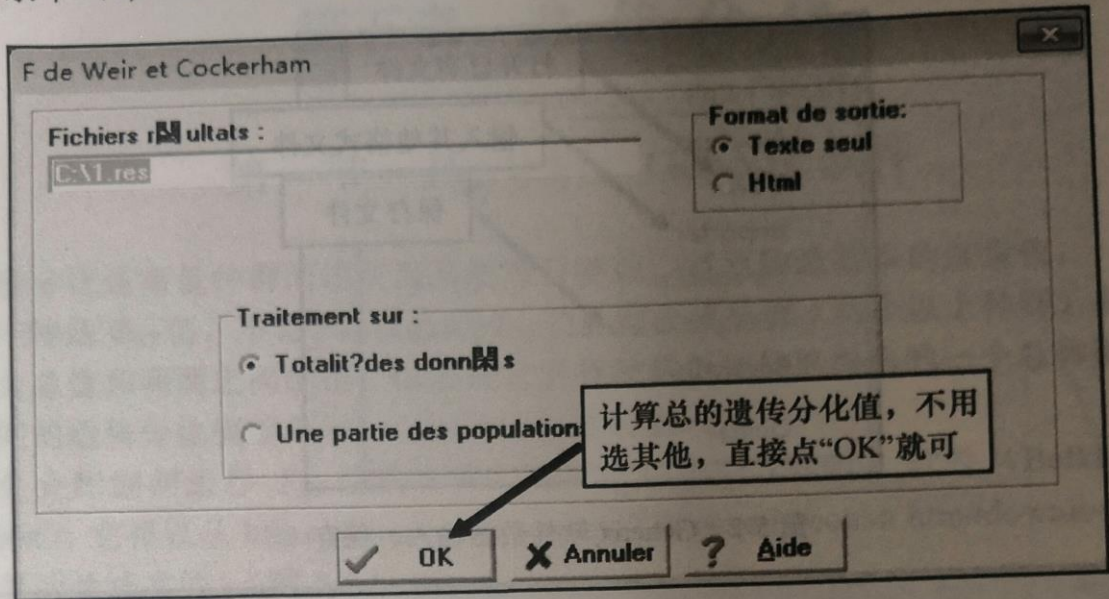 F de Weir et Cockerham
Fichiers r閟ultats :
C:\1.res
Format de sortie:
Texte seul
Html
Traitement sur :
Totalit?des donn閑s
Une partie des population
计算总的遗传分化值，不用
选其他，直接点“OK”就可
OK
Annuler
? Aide